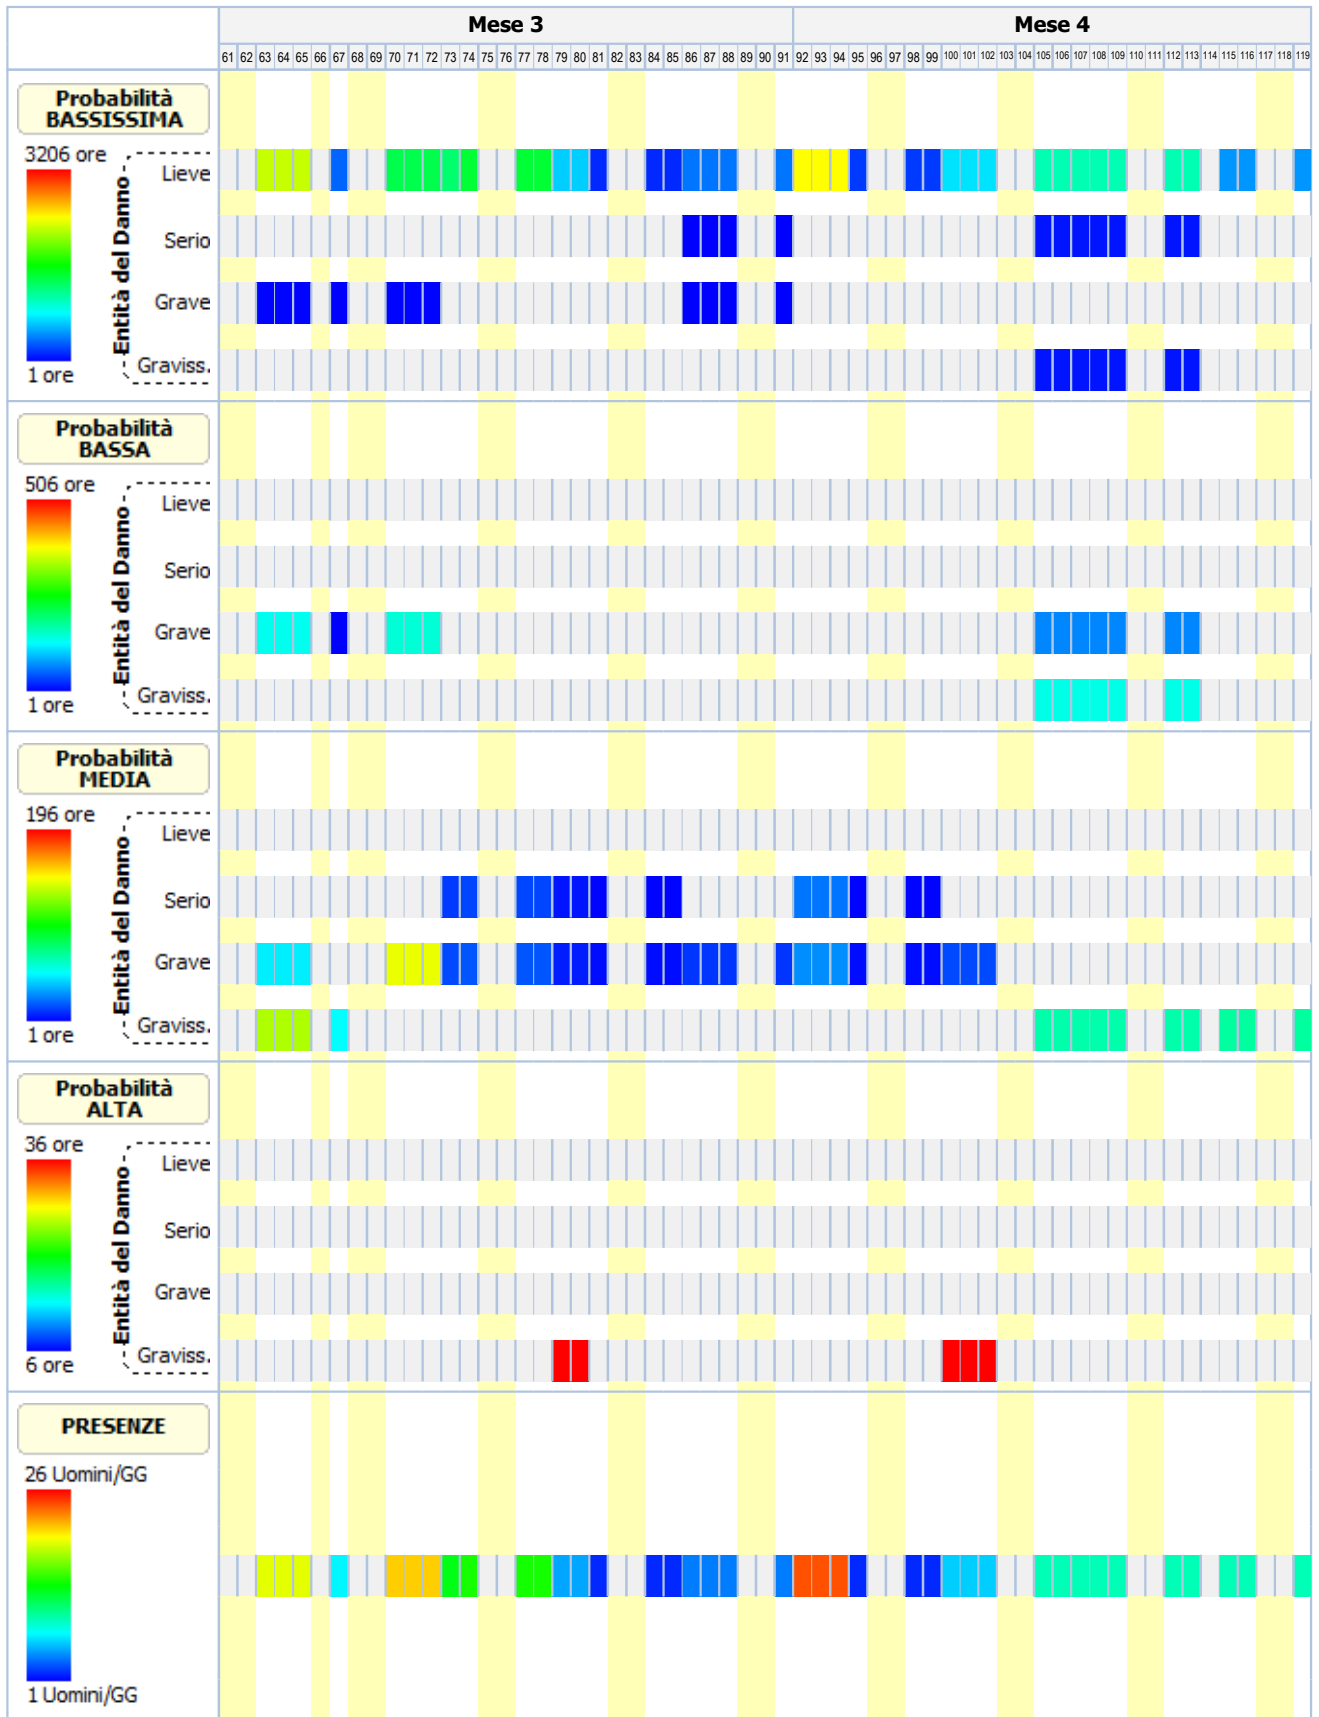 Mese 3 Mese 4
61 62 63 64 65 66 67 68 69 70 71 72 73 74 75 76 77 78 79 80 81 82 83 84 85 86 87 88 89 90 91 92 93 94 95 96 97 98 99 100 101 102 103 104 105 106 107 108 109 110 111 112 113 114 115 116 117 118 119
Probabilità
BASSISSIMA
3206 ore
Entità del Danno
Lieve
Serio
Grave
Graviss.
1 ore
Probabilità
BASSA
506 ore
Entità del Danno
Lieve
Serio
Grave
Graviss.
1 ore
Probabilità
MEDIA
196 ore
Entità del Danno
Lieve
Serio
Grave
Graviss.
1 ore
Probabilità
ALTA
36 ore
Entità del Danno
Lieve
Serio
Grave
Graviss.
6 ore
PRESENZE
26 Uomini/GG
1 Uomini/GG